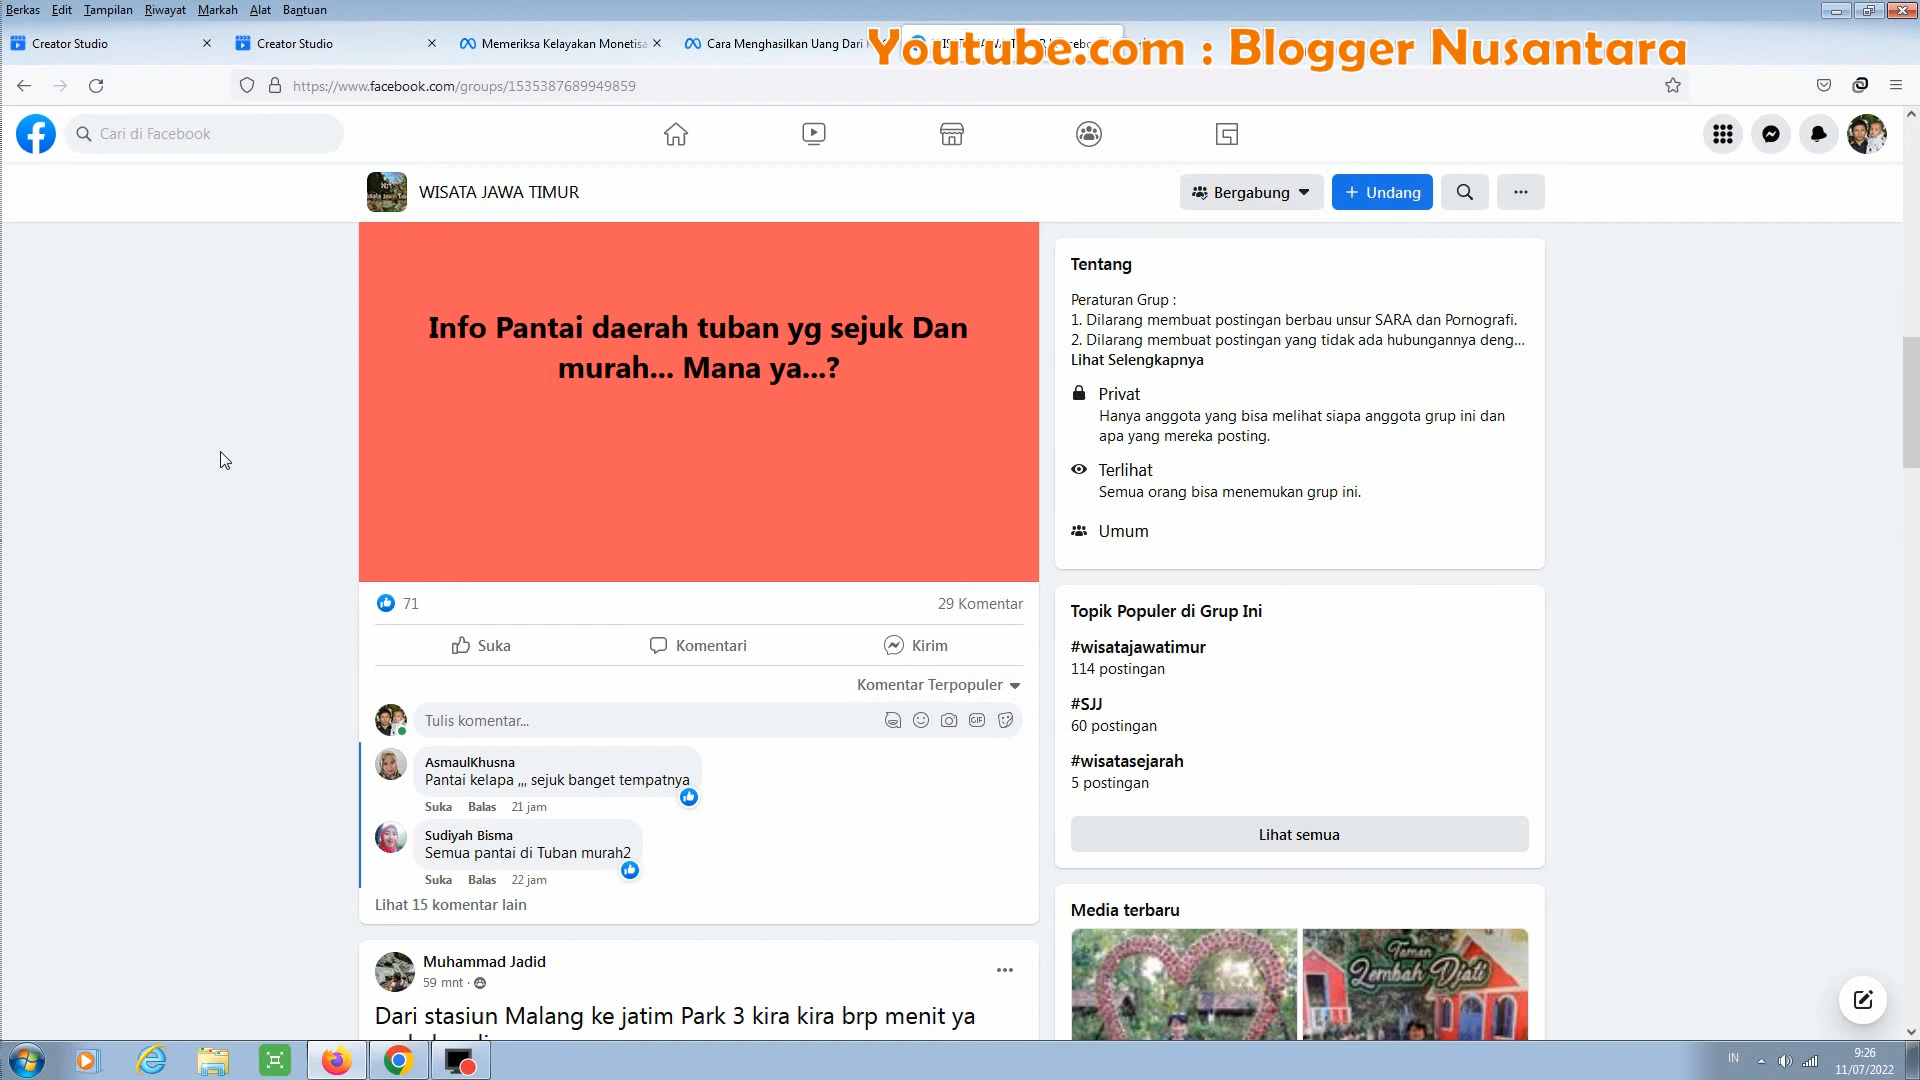 Berkas Edit Tampilan Riwayat Markah Alat Bantuan
Creator Studio
Creator Studio
Memeriksa Kelayakan Monetisa
Cara Menghasilkan Uang Dari
Youtube.com : Blogger Nusantara
https://www.facebook.com/groups/1535387689949859
Cari di Facebook
WISATA JAWA TIMUR
Bergabung
+ Undang
Info Pantai daerah tuban yg sejuk Dan
murah... Mana ya...?
71
29 Komentar
Suka
Komentari
Kirim
Komentar Terpopuler
Tulis komentar...
GIF
AsmaulKhusna
Pantai kelapa ,,, sejuk banget tempatnya
Suka Balas 21 jam
Sudiyah Bisma
Semua pantai di Tuban murah2
Suka Balas 22 jam
Lihat 15 komentar lain
Muhammad Jadid
59 mnt ·
Dari stasiun Malang ke jatim Park 3 kira kira brp menit ya
Tentang
Peraturan Grup :
1. Dilarang membuat postingan berbau unsur SARA dan Pornografi.
2. Dilarang membuat postingan yang tidak ada hubungannya deng...
Lihat Selengkapnya
Privat
Hanya anggota yang bisa melihat siapa anggota grup ini dan
apa yang mereka posting.
Terlihat
Semua orang bisa menemukan grup ini.
Umum
Topik Populer di Grup Ini
#wisatajawatimur
114 postingan
#SJJ
60 postingan
#wisatasejarah
5 postingan
Lihat semua
Media terbaru
Taman
Lembah Djati
IN
9:26
11/07/2022